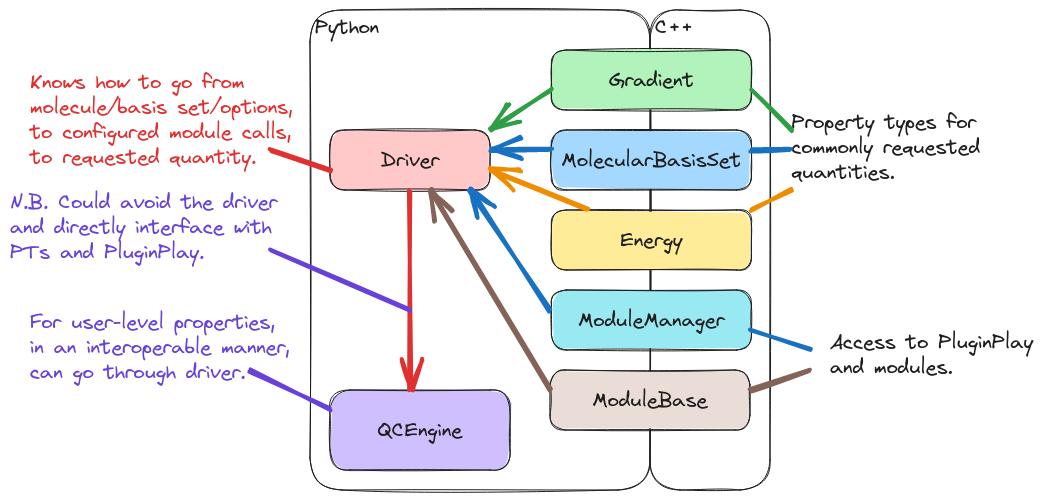 Python
C++
Knows how to go from
molecule/basis set/options,
to configured module calls,
to requested quantity.
N.B. Could avoid the driver
and directly interface with
PTs and PluginPlay.
For user-level properties,
in an interoperable manner,
can go through driver.
Driver
QCEngine
Gradient
MolecularBasisSet
Energy
ModuleManager
ModuleBase
Property types for
commonly requested
quantities.
Access to PluginPlay
and modules.